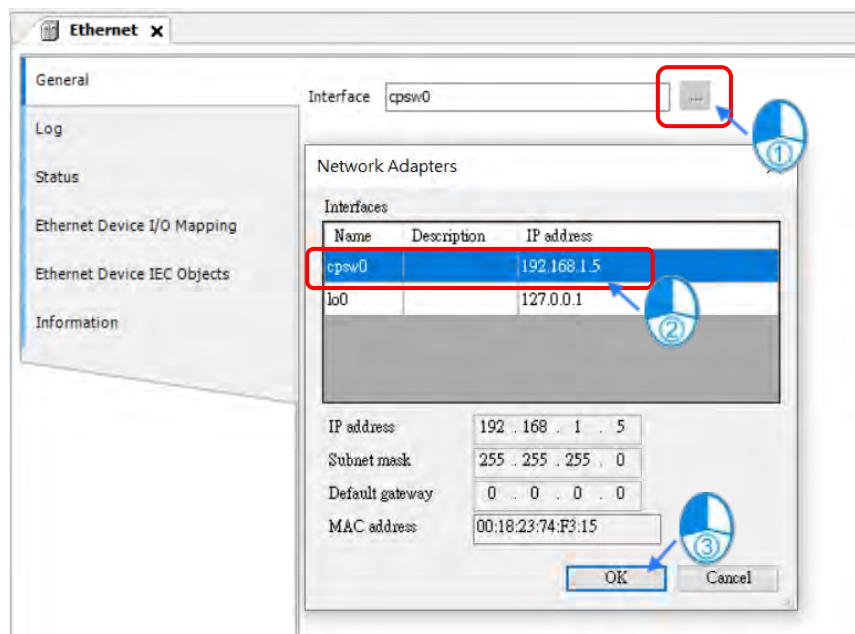 Ethernet
General
Interface cpsw0 ...
Log
Status
Ethernet Device I/O Mapping
Ethernet Device IEC Objects
Information
①
Network Adapters
Interfaces
Name Description IP address
cpsw0 192.168.1.5
lo0 127.0.0.1
②
IP address 192 . 168 . 1 . 5
Subnet mask 255 . 255 . 255 . 0
Default gateway 0 . 0 . 0 . 0
MAC address 00:18:23:74:F3:15
③
OK Cancel